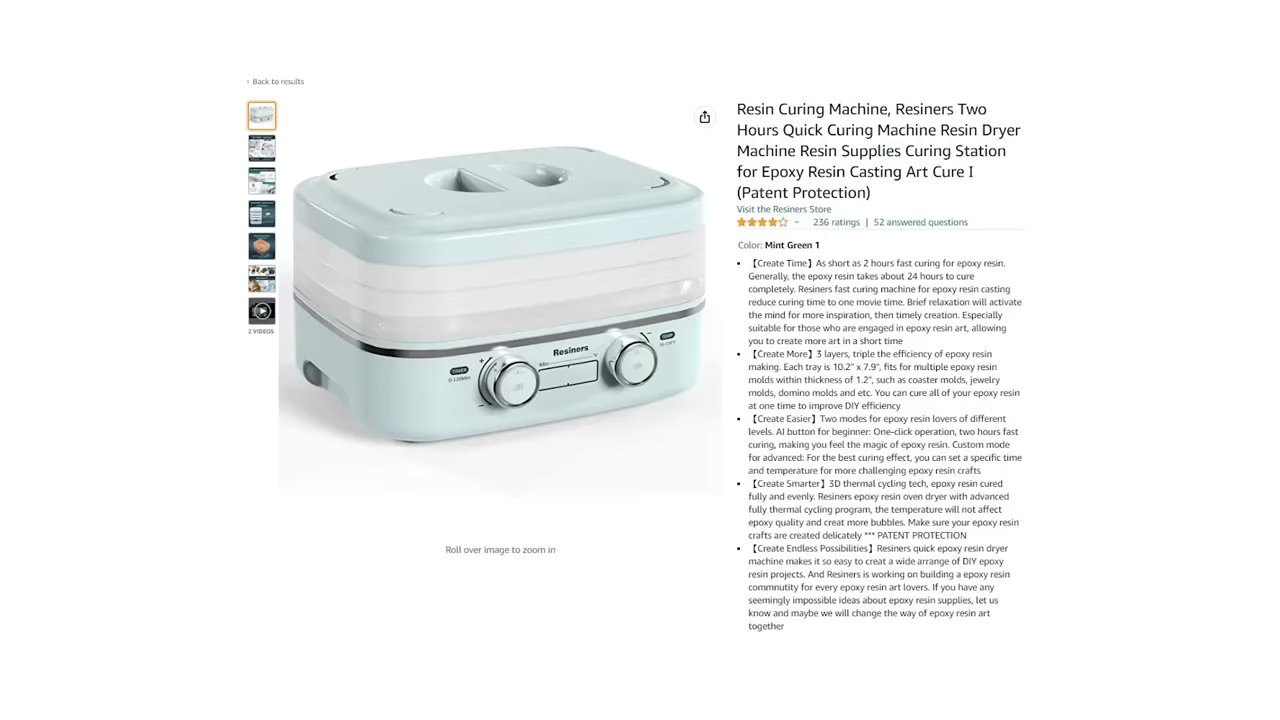 ‹ Back to results
2 VIDEOS
Resiners
TIMER
0-120Min
Min
°F
TEMP
Roll over image to zoom in
Resin Curing Machine, Resiners Two
Hours Quick Curing Machine Resin Dryer
Machine Resin Supplies Curing Station
for Epoxy Resin Casting Art Cure I
(Patent Protection)
Visit the Resiners Store
236 ratings | 52 answered questions
Color: Mint Green 1
• 【Create Time】As short as 2 hours fast curing for epoxy resin.
Generally, the epoxy resin takes about 24 hours to cure
completely. Resiners fast curing machine for epoxy resin casting
reduce curing time to one movie time. Brief relaxation will activate
the mind for more inspiration, then timely creation. Especially
suitable for those who are engaged in epoxy resin art, allowing
you to create more art in a short time
• 【Create More】3 layers, triple the efficiency of epoxy resin
making. Each tray is 10.2" x 7.9", fits for multiple epoxy resin
molds within thickness of 1.2", such as coaster molds, jewelry
molds, domino molds and etc. You can cure all of your epoxy resin
at one time to improve DIY efficiency
• 【Create Easier】Two modes for epoxy resin lovers of different
levels. AI button for beginner: One-click operation, two hours fast
curing, making you feel the magic of epoxy resin. Custom mode
for advanced: For the best curing effect, you can set a specific time
and temperature for more challenging epoxy resin crafts
• 【Create Smarter】3D thermal cycling tech, epoxy resin cured
fully and evenly. Resiners epoxy resin oven dryer with advanced
fully thermal cycling program, the temperature will not affect
epoxy quality and creat more bubbles. Make sure your epoxy resin
crafts are created delicately *** PATENT PROTECTION
• 【Create Endless Possibilities】Resiners quick epoxy resin dryer
machine makes it so easy to creat a wide arrange of DIY epoxy
resin projects. And Resiners is working on building a epoxy resin
commnutity for every epoxy resin art lovers. If you have any
seemingly impossible ideas about epoxy resin supplies, let us
know and maybe we will change the way of epoxy resin art
together